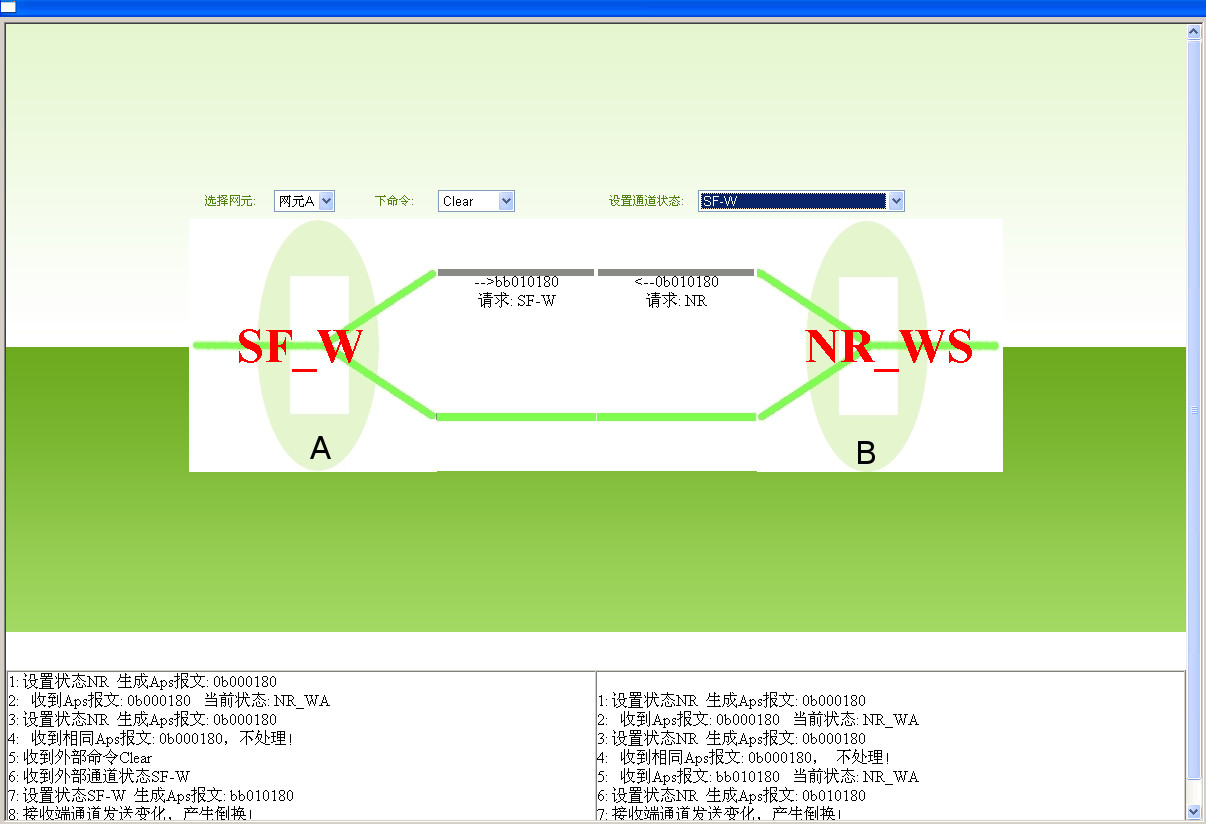 选择网元: 网元A 下命令: Clear 设置通道状态: SF-W
-->bb010180 <--0b010180
请求: SF-W 请求: NR
SF_W NR_WS
A B
1: 设置状态NR 生成Aps报文: 0b000180
2: 收到Aps报文: 0b000180 当前状态: NR_WA
3: 设置状态NR 生成Aps报文: 0b000180
4: 收到相同Aps报文: 0b000180，不处理!
5: 收到外部命令Clear
6: 收到外部通道状态SF-W
7: 设置状态SF-W 生成Aps报文: bb010180
8: 接收端通道发送变化，产生倒换!
1: 设置状态NR 生成Aps报文: 0b000180
2: 收到Aps报文: 0b000180 当前状态: NR_WA
3: 设置状态NR 生成Aps报文: 0b000180
4: 收到相同Aps报文: 0b000180， 不处理!
5: 收到Aps报文: bb010180 当前状态: NR_WA
6: 设置状态NR 生成Aps报文: 0b010180
7: 接收端通道发送变化，产生倒换!